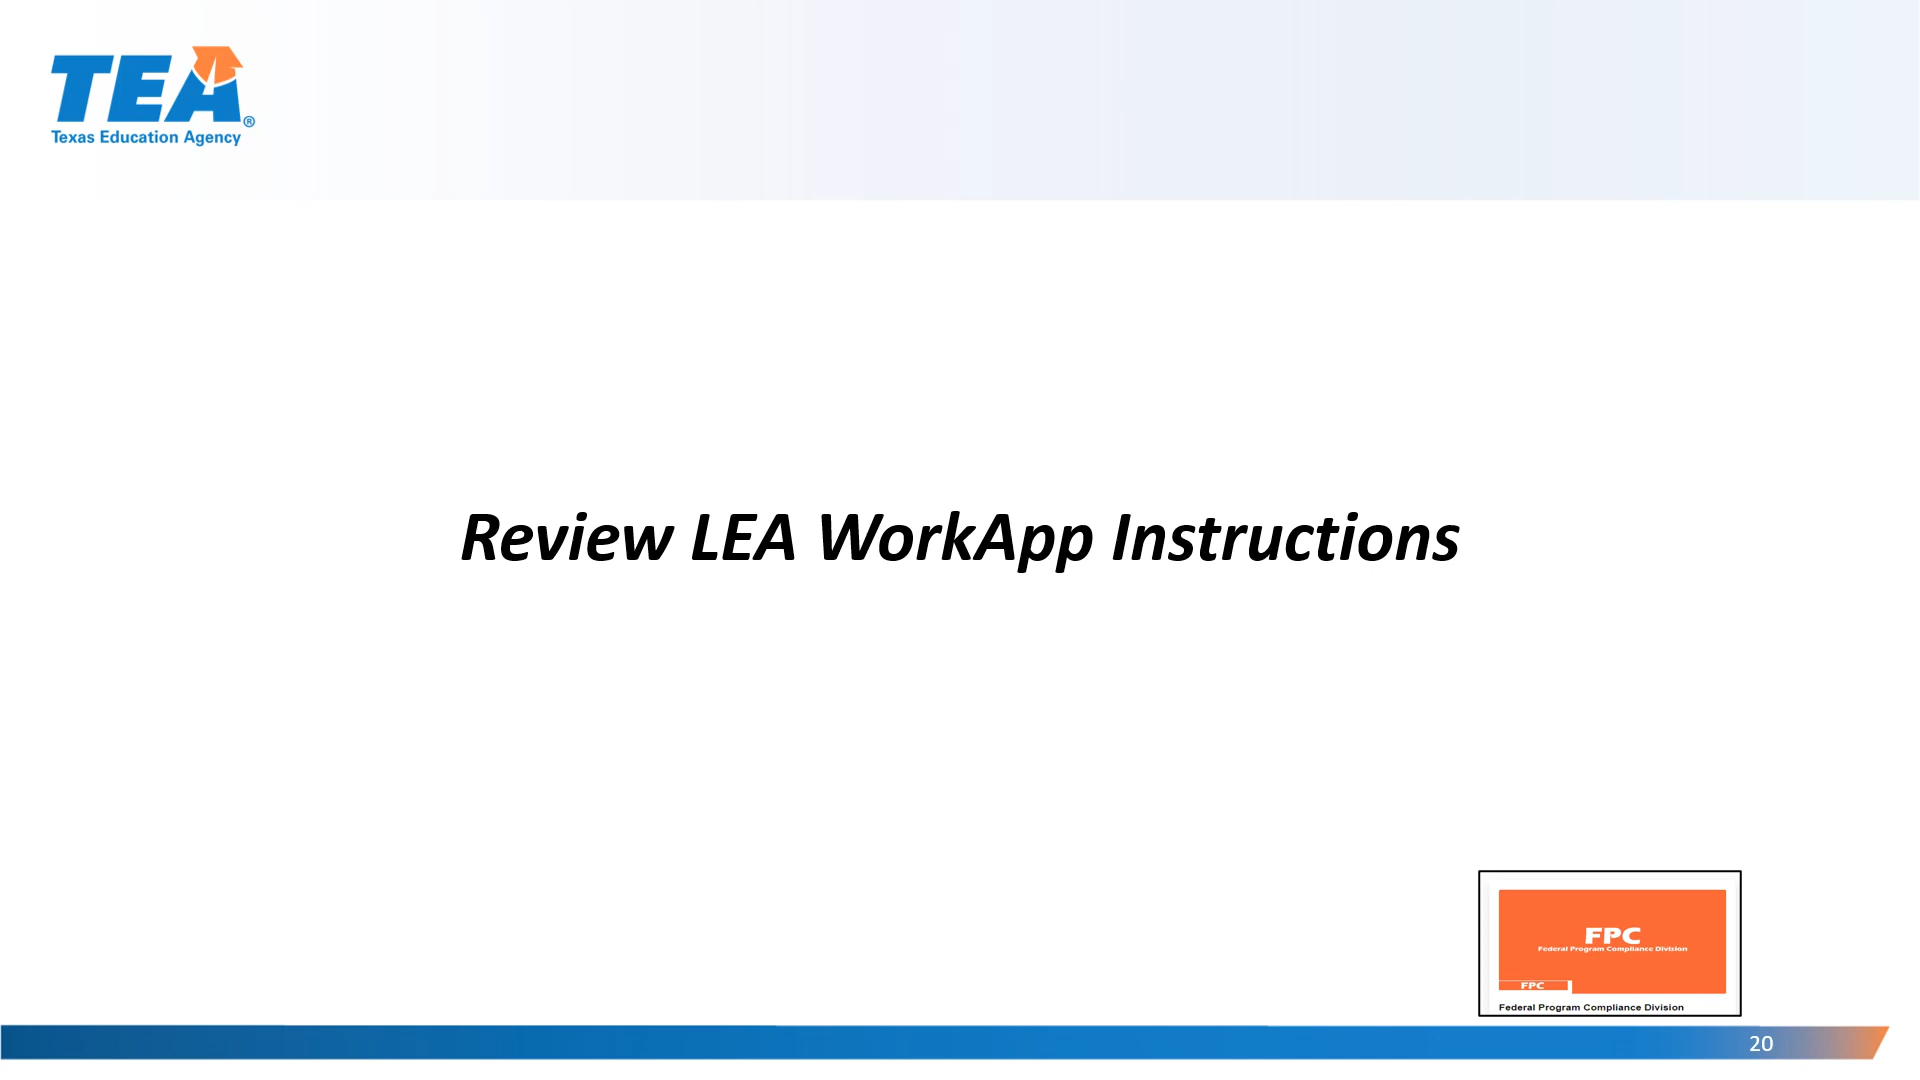 TEA®
Texas Education Agency
Review LEA WorkApp Instructions
FPC
Federal Program Compliance Division
FPC
Federal Program Compliance Division
20